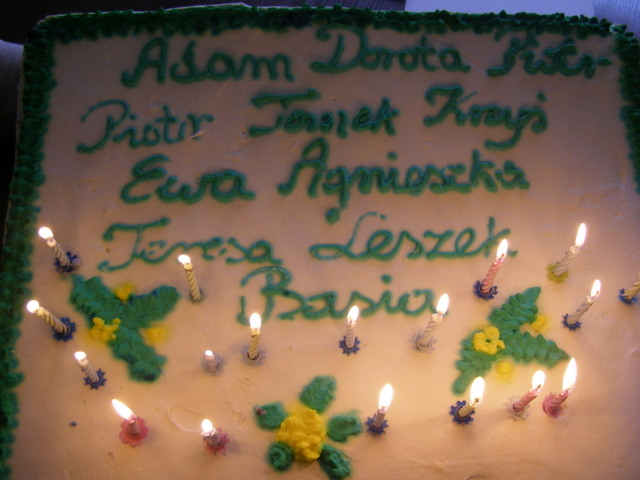 Adam Dorota Piotr
Piotr Tomek Krzyś
Ewa Agnieszka
Teresa Leszek
Basia